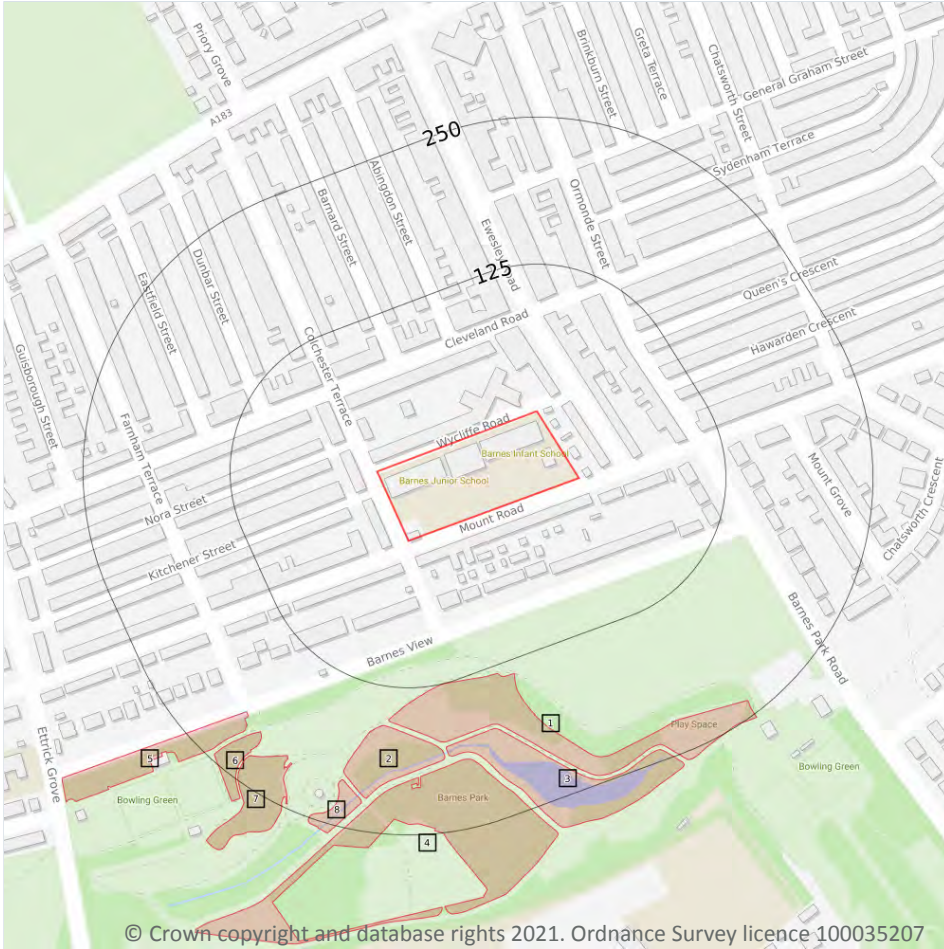 Priory Grove
A183
Brinkburn Street
Greta Terrace
Chatsworth Street
General Graham Street
Sydenham Terrace
250
Abingdon Street
Barnard Street
Ormonde Street
Ewesley Road
125
Dunbar Street
Eastfield Street
Queen's Crescent
Hawarden Crescent
Cleveland Road
Colchester Terrace
Guisborough Street
Farnham Terrace
Wycliffe Road
Barnes Infant School
Barnes Junior School
Mount Road
Mount Grove
Chatsworth Crescent
Nora Street
Kitchener Street
Barnes View
Barnes Park Road
Ettrick Grove
1
Play Space
5
6
2
3
Bowling Green
7
Bowling Green
Barnes Park
8
4
© Crown copyright and database rights 2021. Ordnance Survey licence 100035207